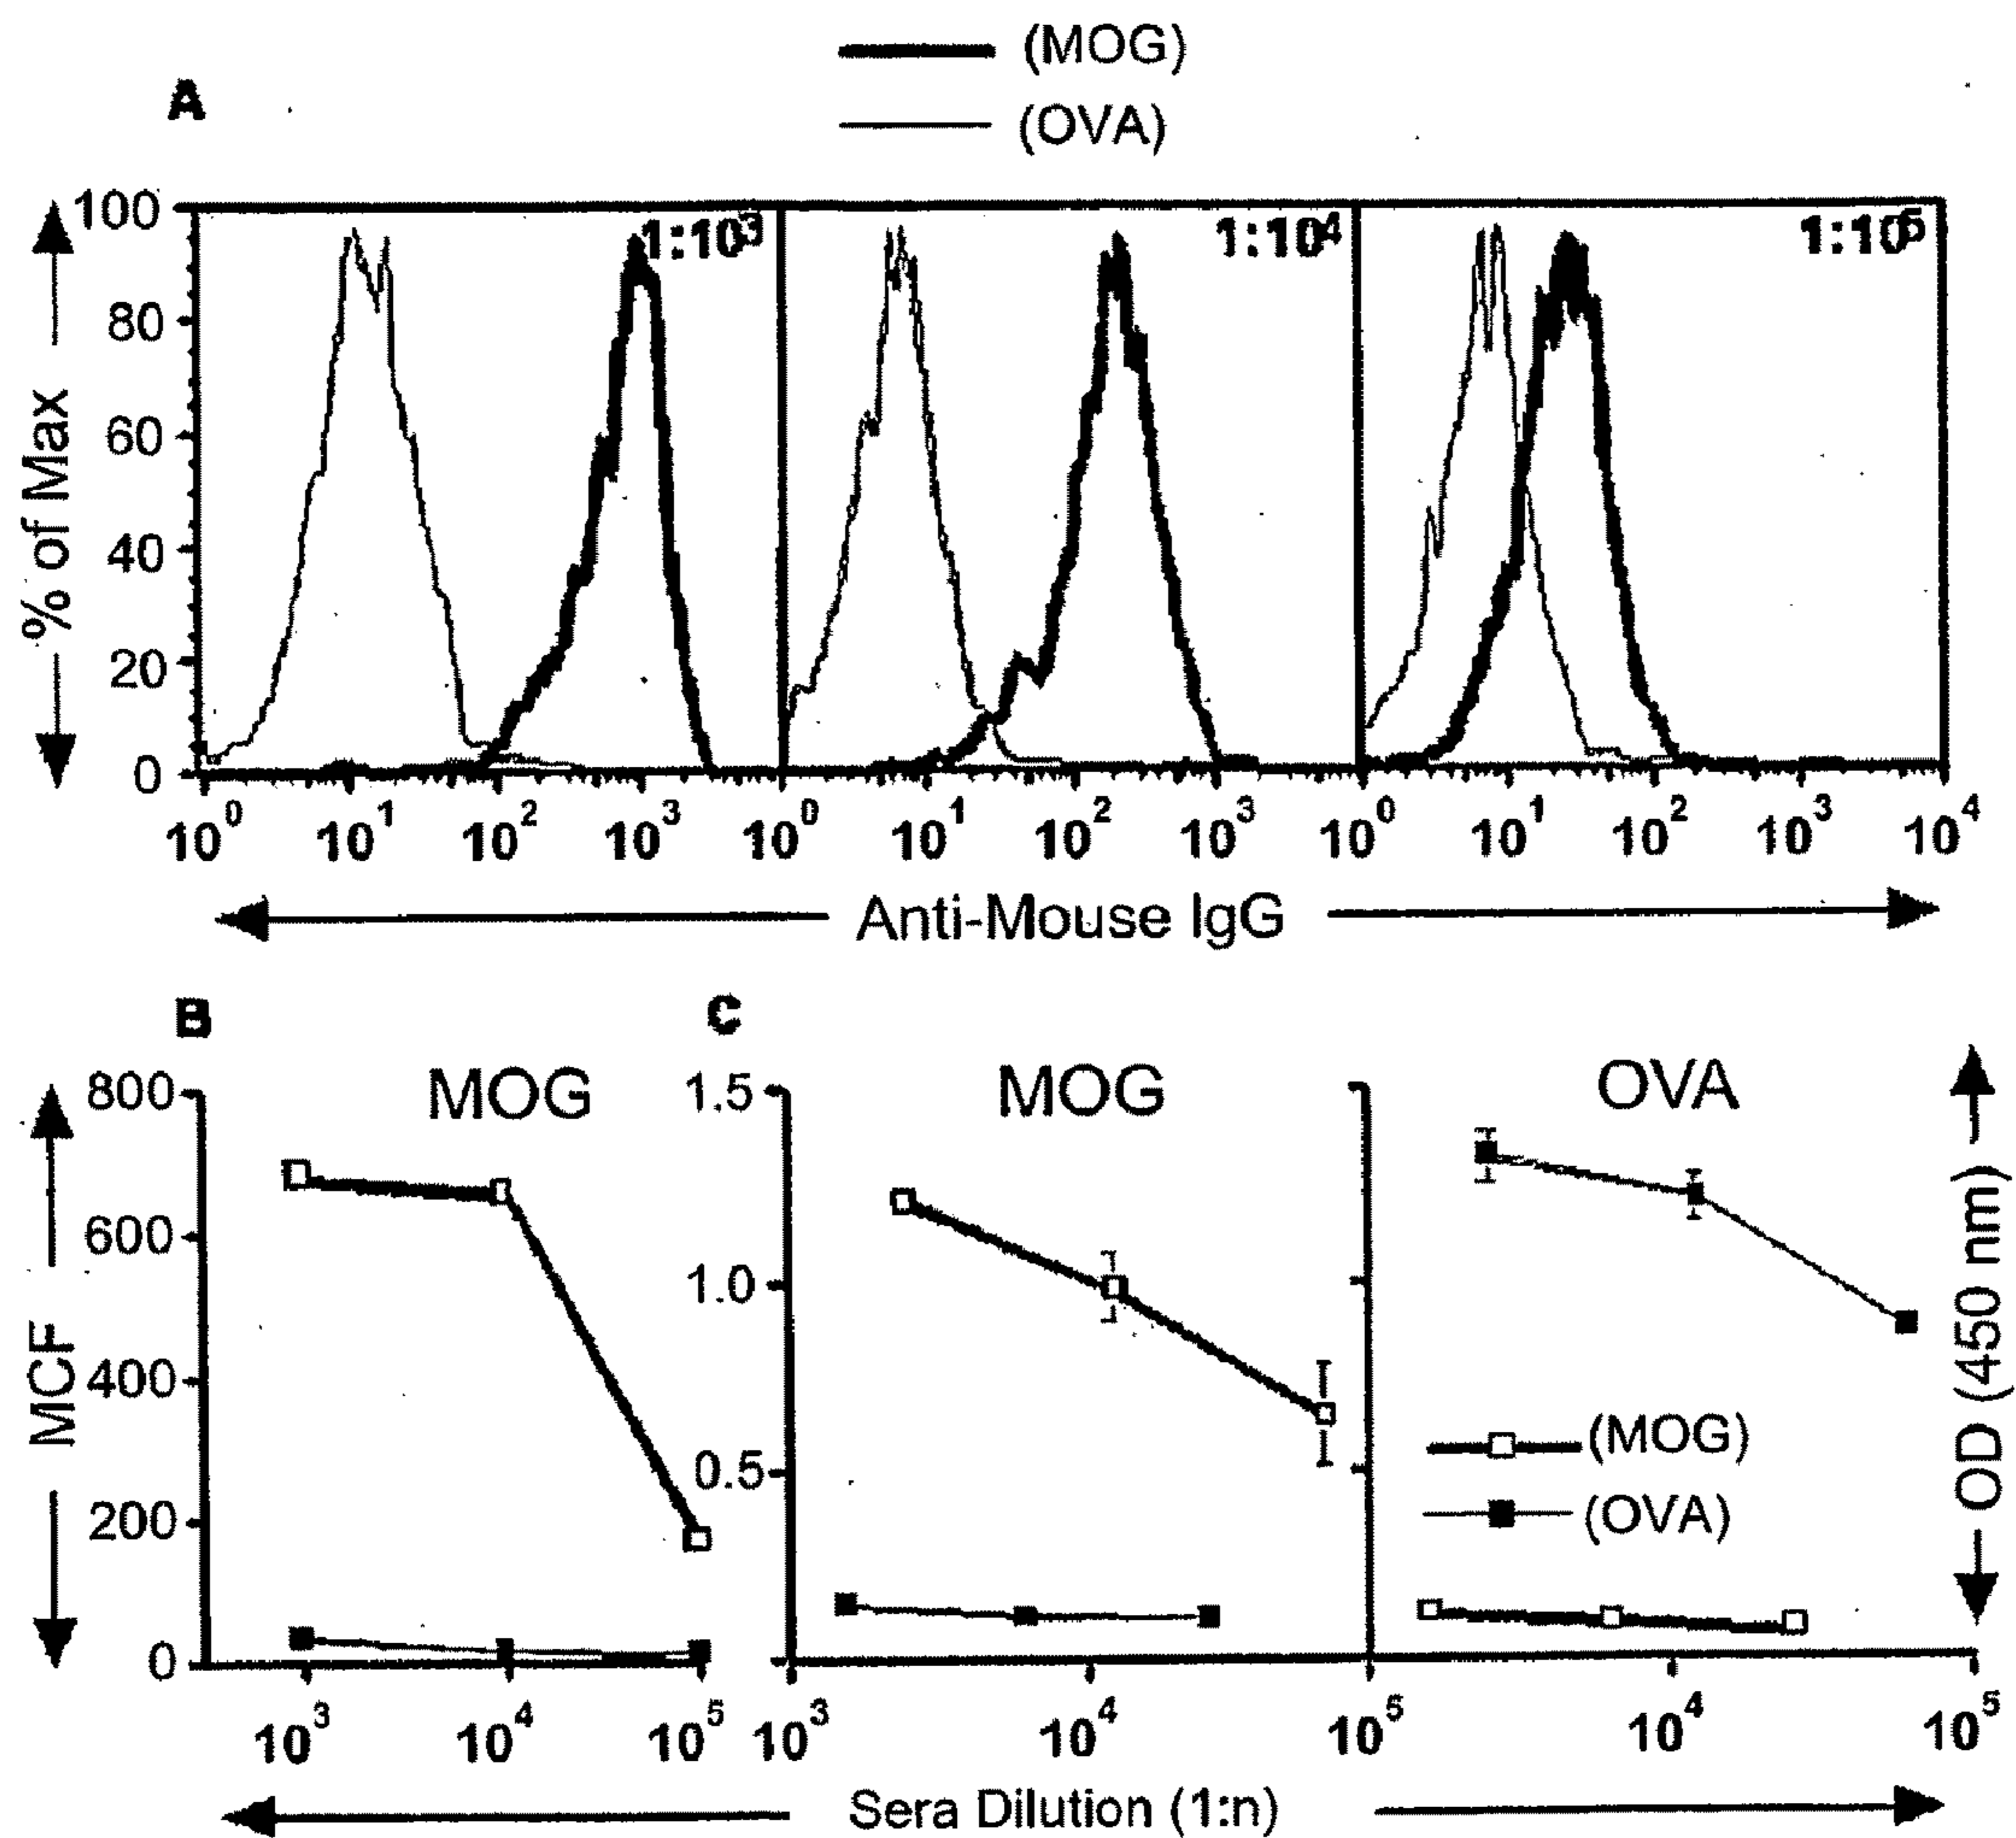 (MOG)
(OVA)
A
100
80
60
40
20
0
% of Max
1:10³
1:10⁴
1:10⁵
10⁰ 10¹ 10² 10³ 10⁰ 10¹ 10² 10³ 10⁰ 10¹ 10² 10³ 10⁴
Anti-Mouse IgG
B
MOG
800
600
400
200
0
MCF
10³ 10⁴ 10⁵
C
MOG
1.5
1.0
0.5
10³ 10⁴ 10⁵
OVA
(MOG)
(OVA)
10⁴ 10⁵
OD (450 nm)
Sera Dilution (1:n)